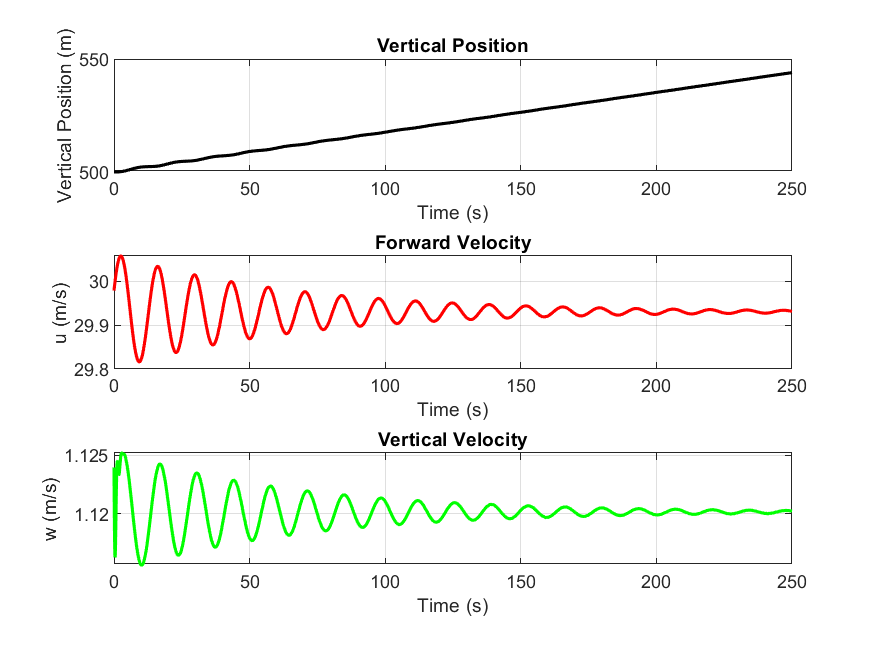 Vertical Position
Vertical Position (m)
550
500
0 50 100 150 200 250
Time (s)
Forward Velocity
u (m/s)
30
29.9
29.8
0 50 100 150 200 250
Time (s)
Vertical Velocity
w (m/s)
1.125
1.12
0 50 100 150 200 250
Time (s)